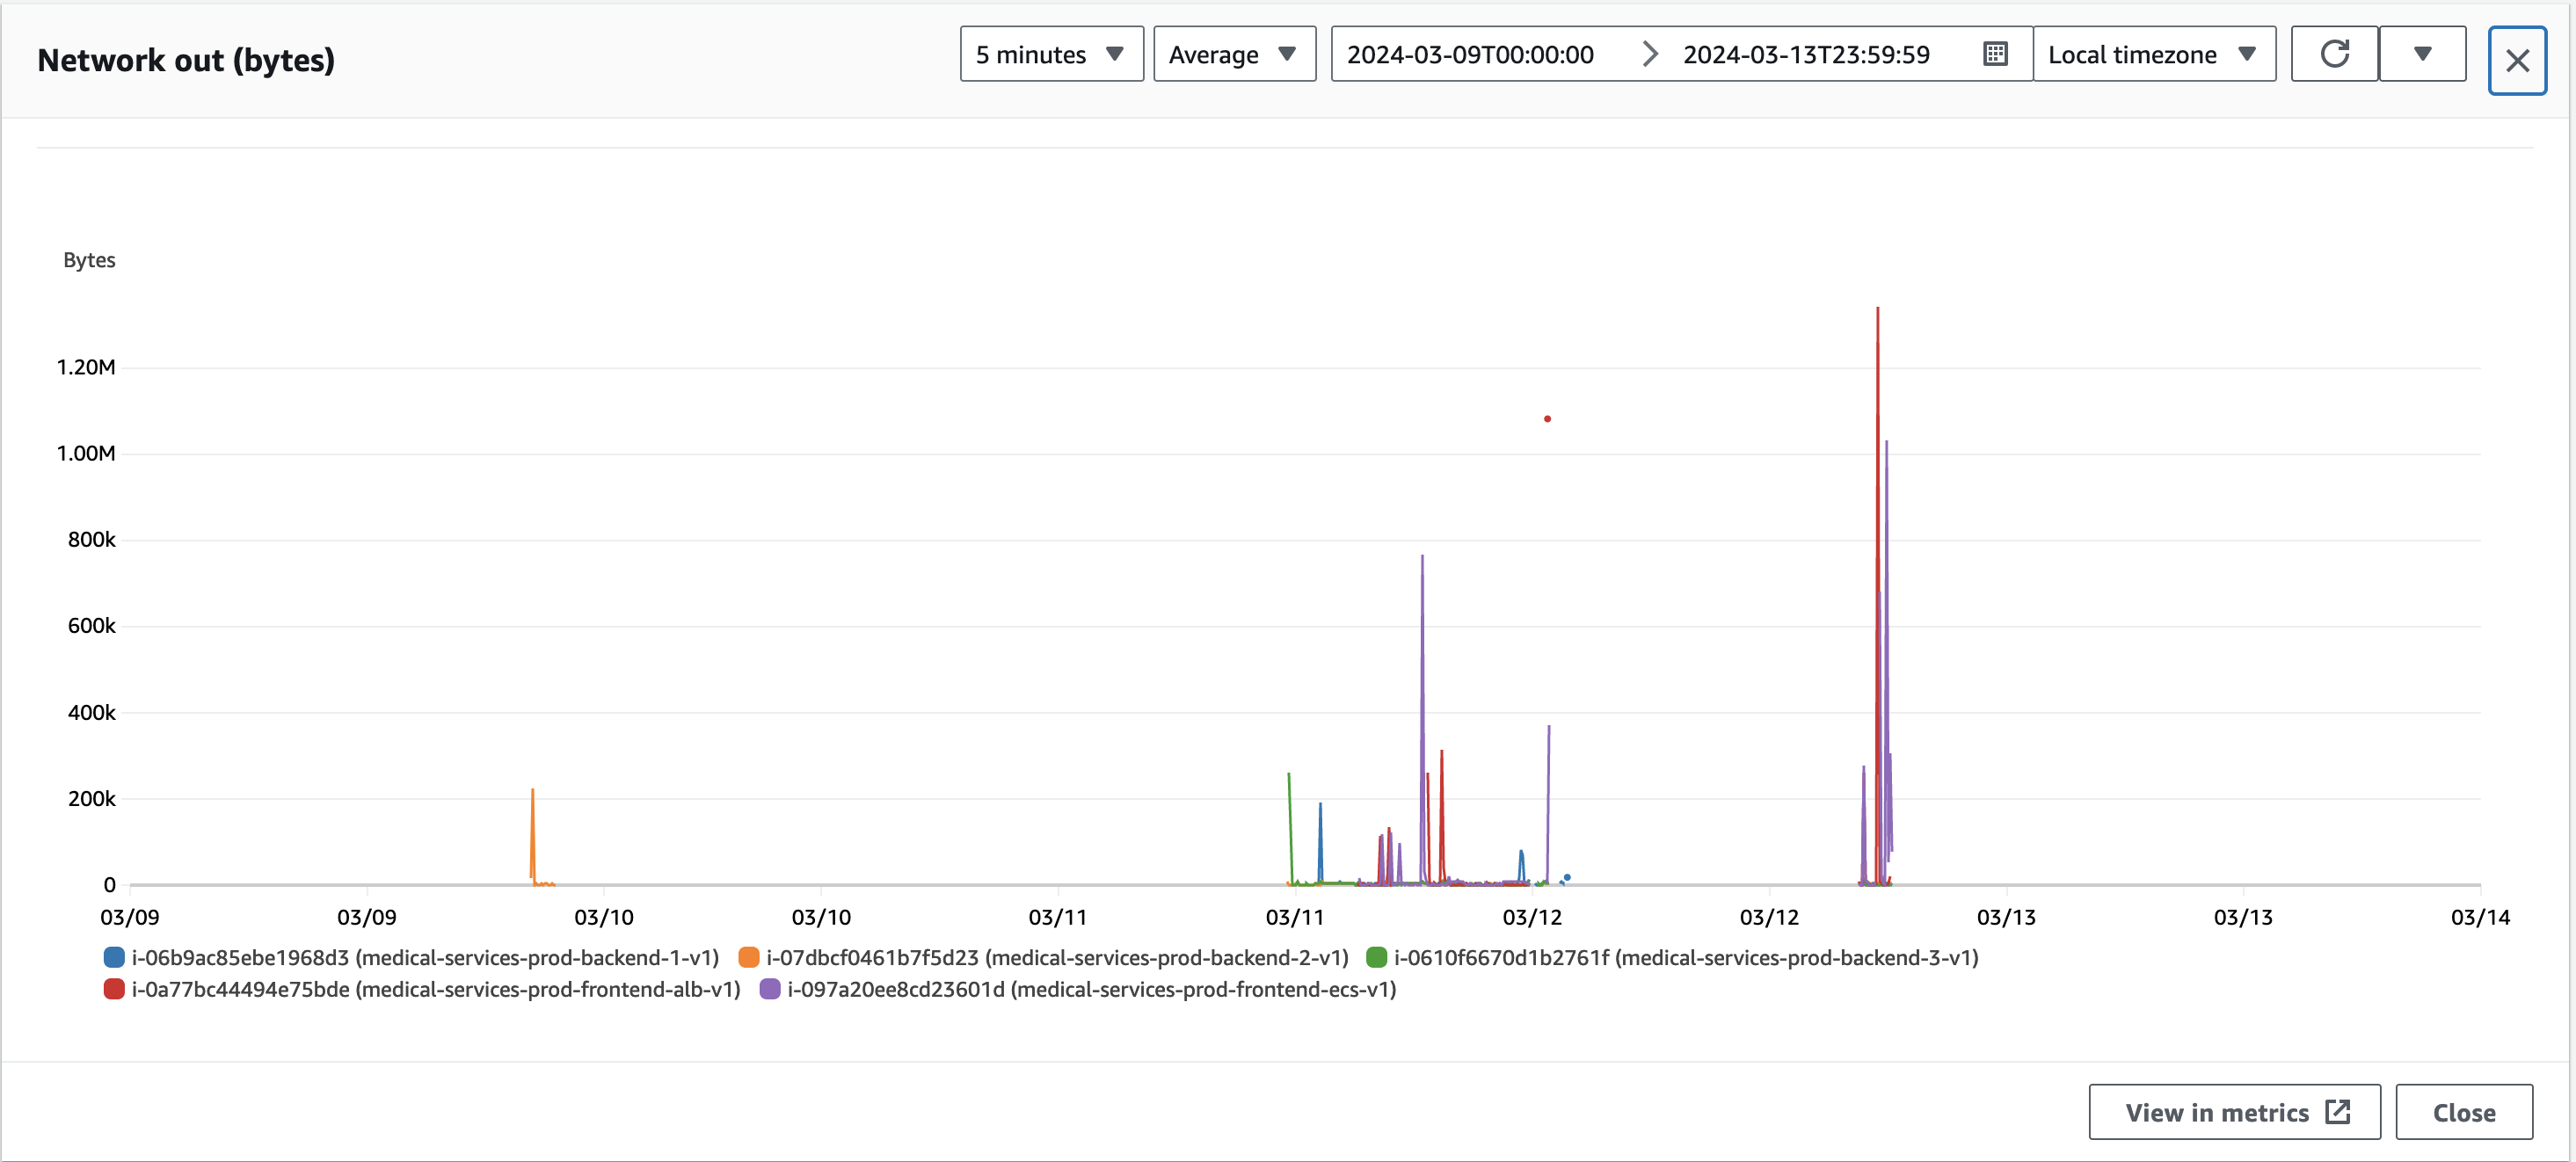 Network out (bytes)
5 minutes
Average
2024-03-09T00:00:00
2024-03-13T23:59:59
Local timezone
Bytes
1.20M
1.00M
800k
600k
400k
200k
0
03/09 03/09 03/10 03/10 03/11 03/11 03/12 03/12 03/13 03/13 03/14
i-06b9ac85ebe1968d3 (medical-services-prod-backend-1-v1) i-07dbcf0461b7f5d23 (medical-services-prod-backend-2-v1) i-0610f6670d1b2761f (medical-services-prod-backend-3-v1)
i-0a77bc44494e75bde (medical-services-prod-frontend-alb-v1) i-097a20ee8cd23601d (medical-services-prod-frontend-ecs-v1)
View in metrics
Close